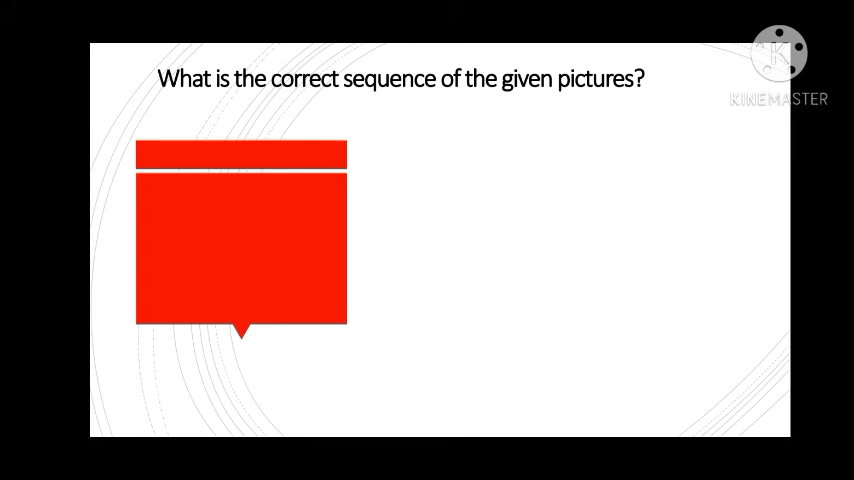 What is the correct sequence of the given pictures?
K
KINEMASTER